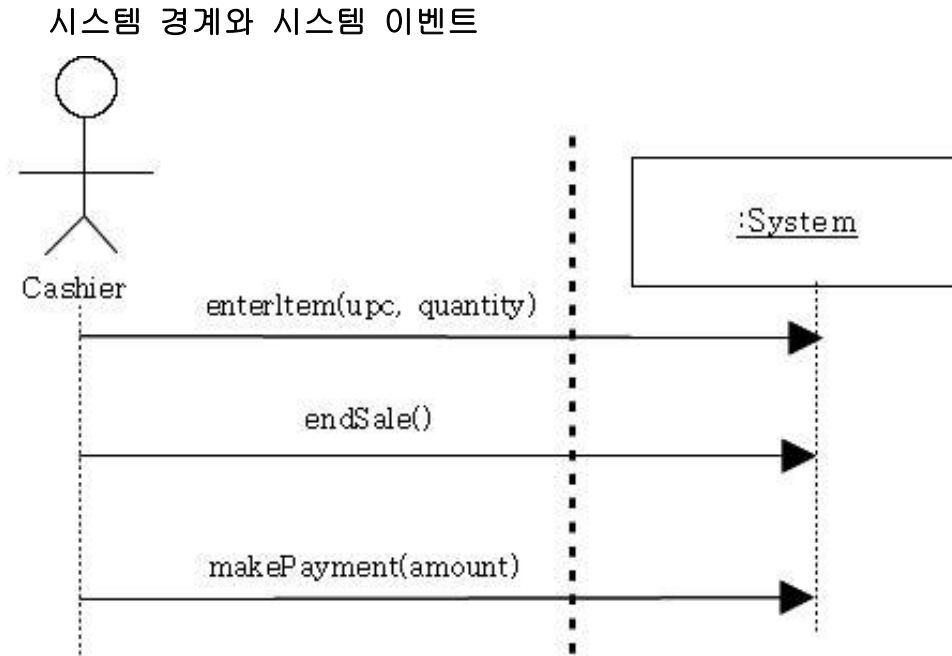 시스템 경계와 시스템 이벤트
:System
Cashier
enterItem(upc, quantity)
endSale()
makePayment(amount)